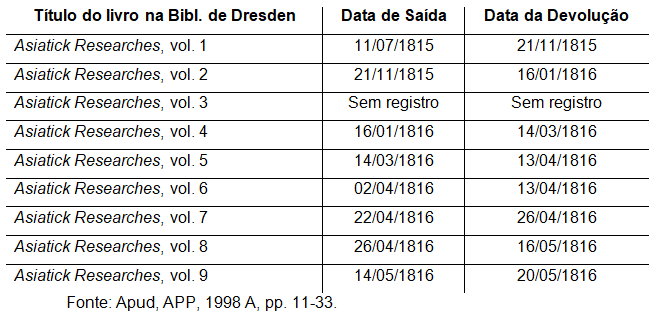 Título do livro na Bibl. de Dresden Data de Saída Data da Devolução
Asiatick Researches, vol. 1 11/07/1815 21/11/1815
Asiatick Researches, vol. 2 21/11/1815 16/01/1816
Asiatick Researches, vol. 3 Sem registro Sem registro
Asiatick Researches, vol. 4 16/01/1816 14/03/1816
Asiatick Researches, vol. 5 14/03/1816 13/04/1816
Asiatick Researches, vol. 6 02/04/1816 13/04/1816
Asiatick Researches, vol. 7 22/04/1816 26/04/1816
Asiatick Researches, vol. 8 26/04/1816 16/05/1816
Asiatick Researches, vol. 9 14/05/1816 20/05/1816
Fonte: Apud, APP, 1998 A, pp. 11-33.